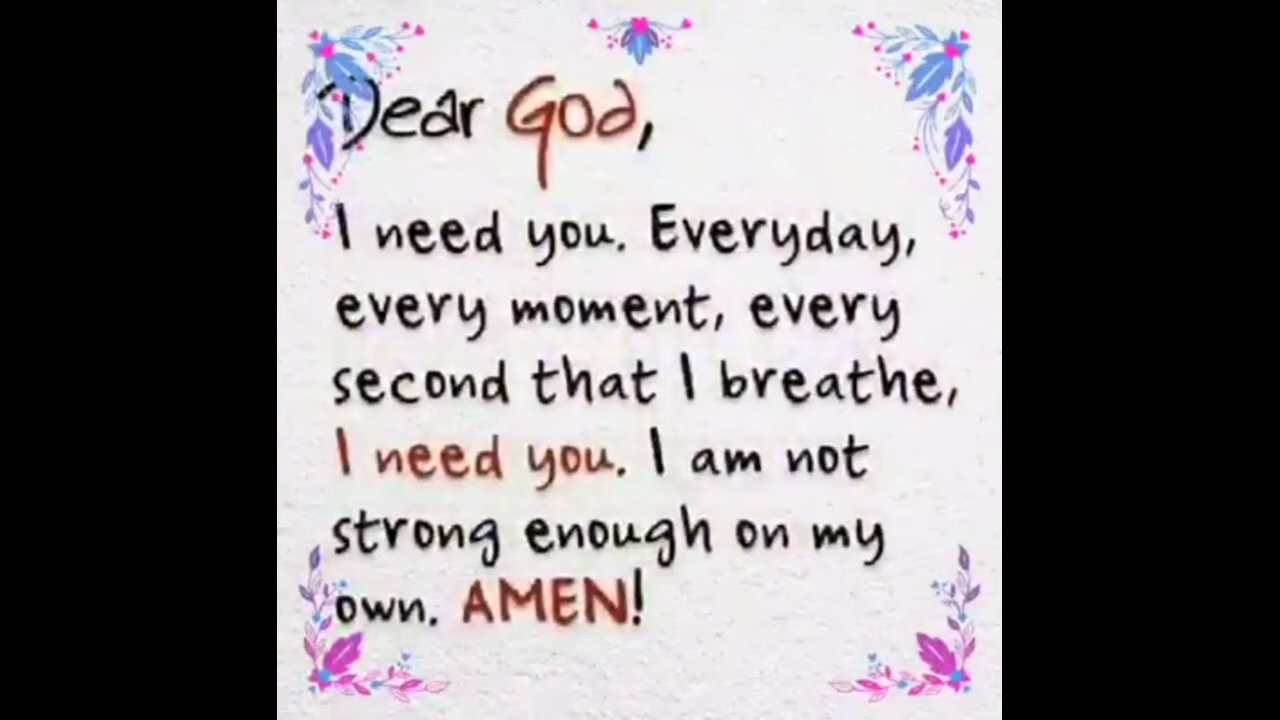 Dear God,
I need you. Everyday,
every moment, every
second that I breathe,
I need you. I am not
strong enough on my
own. AMEN!